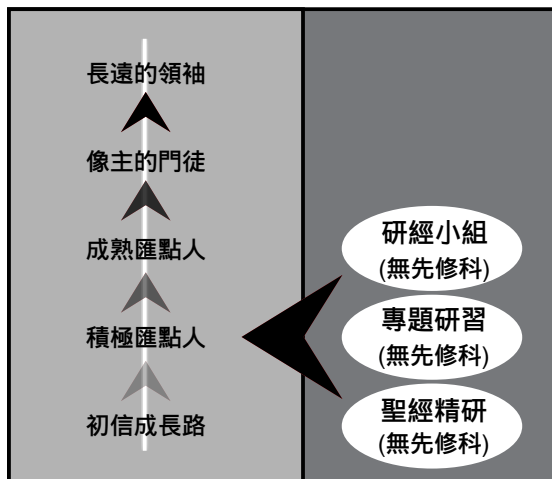 長遠的領袖
像主的門徒
成熟匯點人
積極匯點人
初信成長路
研經小組
(無先修科)
專題研習
(無先修科)
聖經精研
(無先修科)